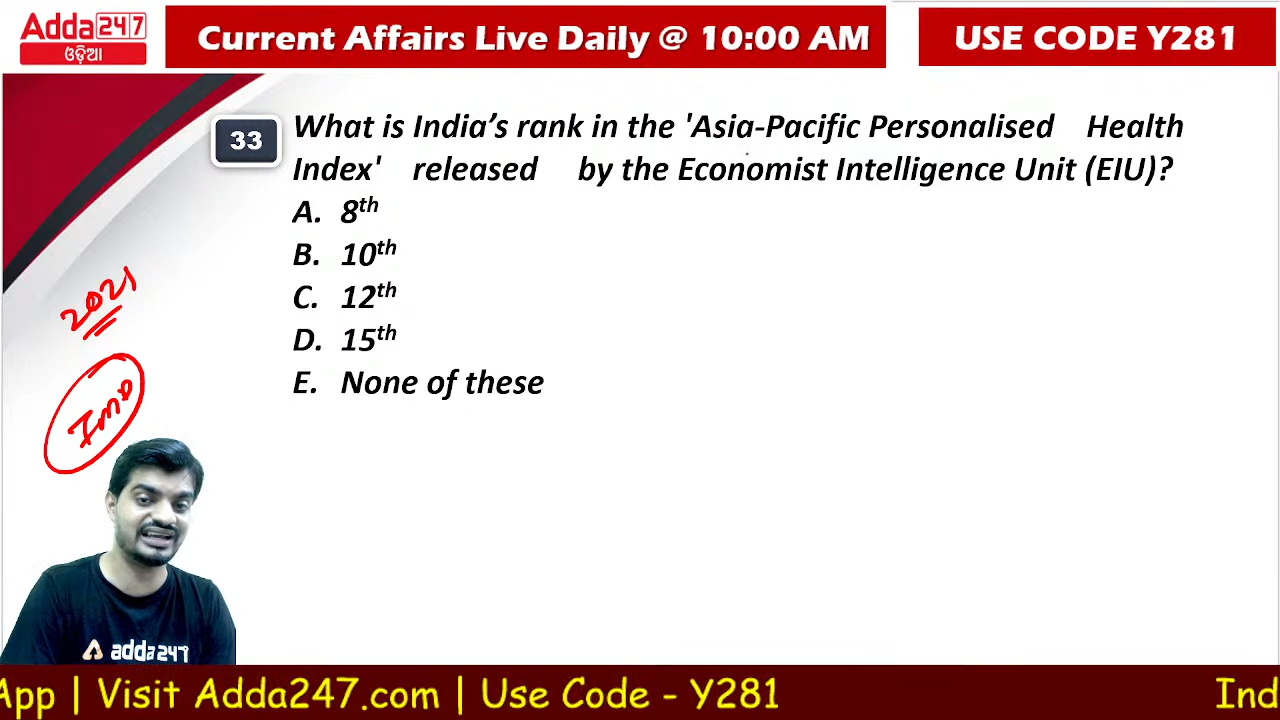 Adda 247
ଓଡ଼ିଆ
Current Affairs Live Daily @ 10:00 AM
USE CODE Y281
33
What is India's rank in the 'Asia-Pacific Personalised Health
Index' released by the Economist Intelligence Unit (EIU)?
A. 8th
B. 10th
C. 12th
D. 15th
E. None of these
2021
Imp
adda247
App | Visit Adda247.com | Use Code - Y281
Ind